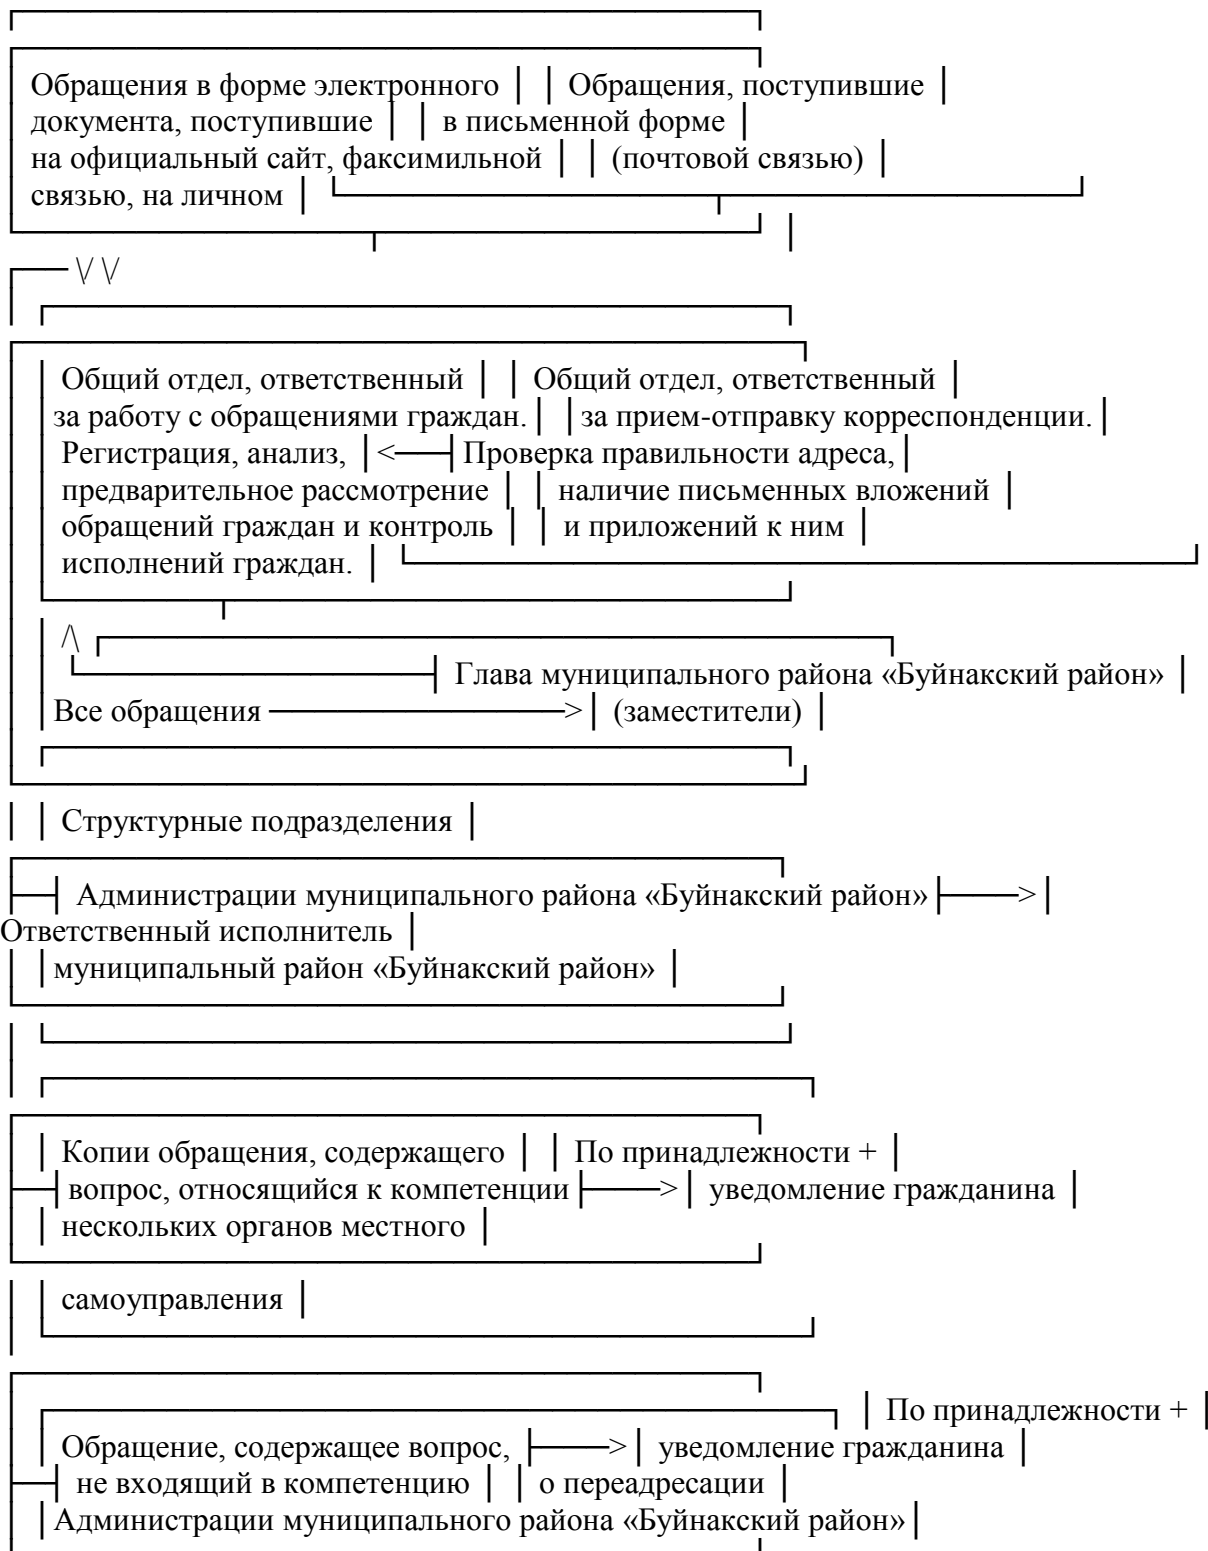 Обращения в форме электронного │ │ Обращения, поступившие │
документа, поступившие │ │ в письменной форме │
на официальный сайт, факсимильной │ │ (почтовой связью) │
связью, на личном │
\/ \/
Общий отдел, ответственный │ │ Общий отдел, ответственный │
за работу с обращениями граждан. │ │ за прием-отправку корреспонденции. │
Регистрация, анализ, │<──┤ Проверка правильности адреса, │
предварительное рассмотрение │ │ наличие письменных вложений │
обращений граждан и контроль │ │ и приложений к ним │
исполнений граждан. │
/\
Глава муниципального района «Буйнакский район» │
Все обращения ────────────────>│ (заместители) │
│ │ Структурные подразделения │
├──┤ Администрации муниципального района «Буйнакский район» ├────>│
Ответственный исполнитель │
│ │ муниципальный район «Буйнакский район» │
│ │ Копии обращения, содержащего │ │ По принадлежности + │
├──┤ вопрос, относящийся к компетенции ├────>│ уведомление гражданина │
│ │ нескольких органов местного │
│ │ самоуправления │
│ По принадлежности + │
│ │ Обращение, содержащее вопрос, ├────>│ уведомление гражданина │
├──┤ не входящий в компетенцию │ │ о переадресации │
│ │ Администрации муниципального района «Буйнакский район» │